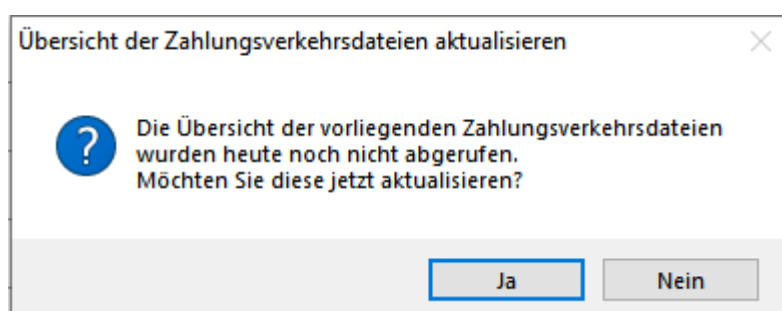 Übersicht der Zahlungsverkehrsdateien aktualisieren
Die Übersicht der vorliegenden Zahlungsverkehrsdateien
wurden heute noch nicht abgerufen.
Möchten Sie diese jetzt aktualisieren?
Ja
Nein